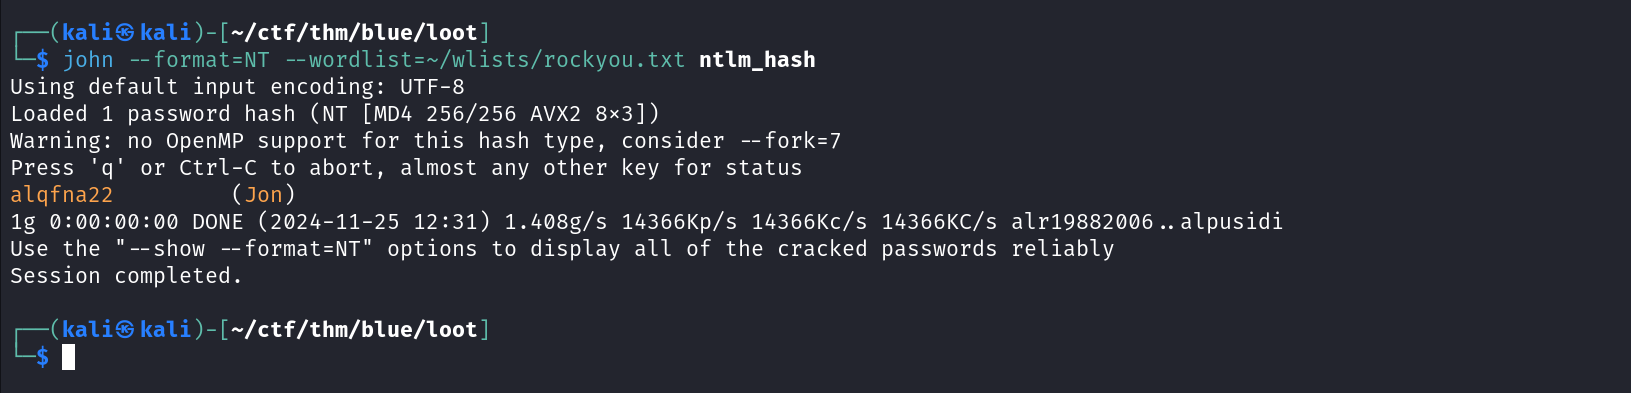 ┌──(kali㉿kali)-[~/ctf/thm/blue/loot]
└─$ john --format=NT --wordlist=~/wlists/rockyou.txt ntlm_hash
Using default input encoding: UTF-8
Loaded 1 password hash (NT [MD4 256/256 AVX2 8x3])
Warning: no OpenMP support for this hash type, consider --fork=7
Press 'q' or Ctrl-C to abort, almost any other key for status
alqfna22         (Jon)
1g 0:00:00:00 DONE (2024-11-25 12:31) 1.408g/s 14366Kp/s 14366Kc/s 14366KC/s alr19882006..alpusidi
Use the "--show --format=NT" options to display all of the cracked passwords reliably
Session completed.
┌──(kali㉿kali)-[~/ctf/thm/blue/loot]
└─$